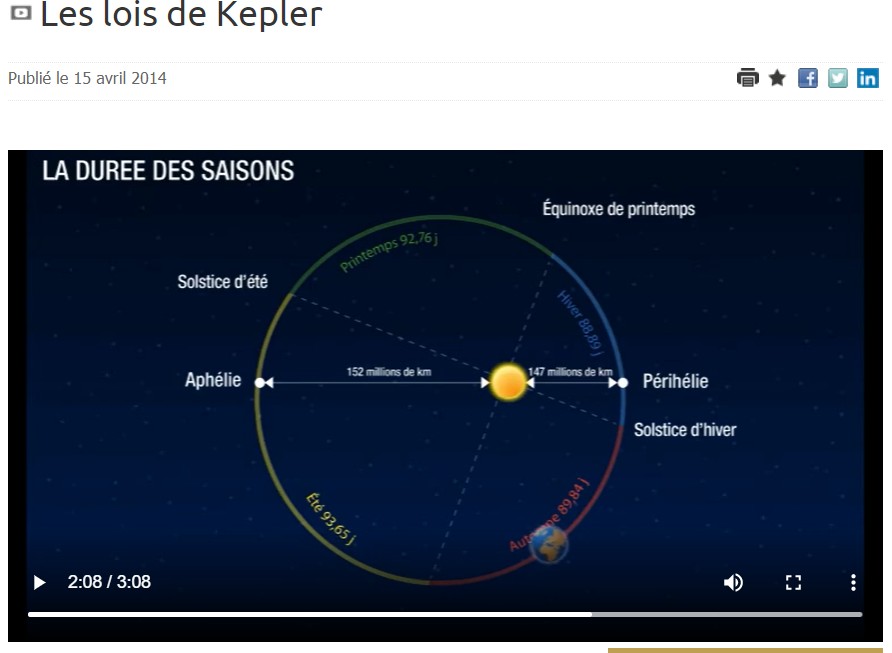 Les lois de Kepler
Publié le 15 avril 2014
LA DUREE DES SAISONS
Équinoxe de printemps
Printemps 92,76 j
Solstice d'été
Hiver 88,89 j
152 millions de km
147 millions de km
Aphélie
Périhélie
Solstice d'hiver
Été 93,65 j
Automne 89,84 j
2:08 / 3:08